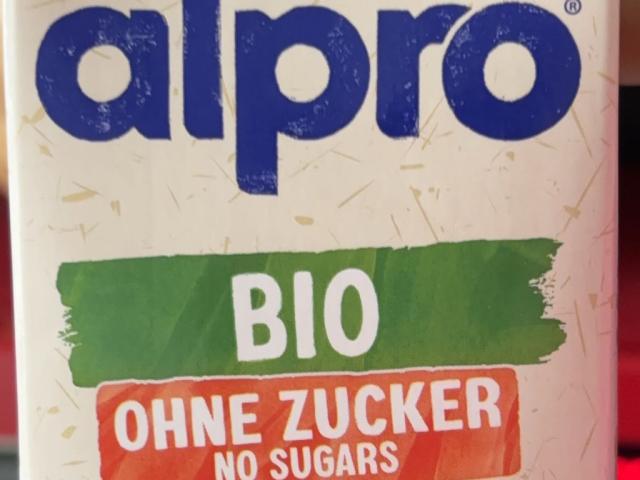 alpro®
BIO
OHNE ZUCKER
NO SUGARS